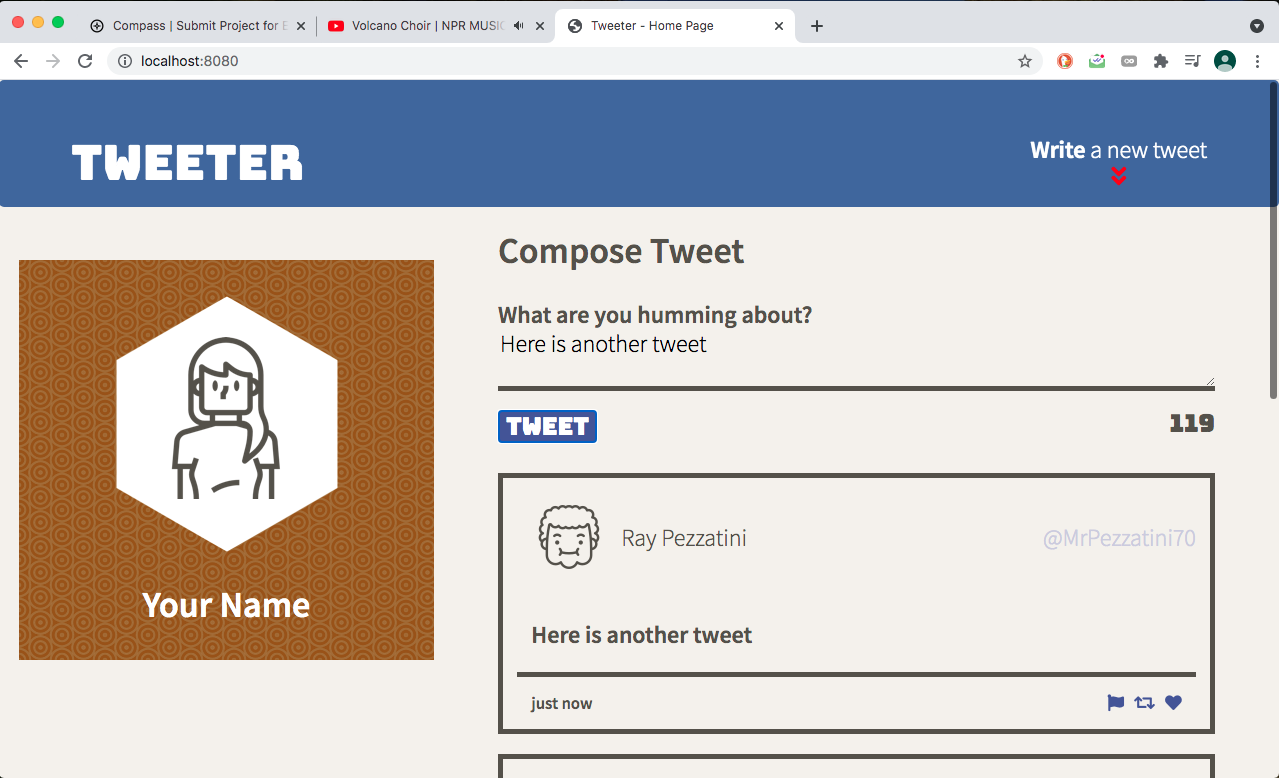 Compass | Submit Project for E
Volcano Choir | NPR MUSIC
Tweeter - Home Page
localhost:8080
TWEETER
Write a new tweet
Compose Tweet
What are you humming about?
Here is another tweet
TWEET
119
Your Name
Ray Pezzatini
@MrPezzatini70
Here is another tweet
just now